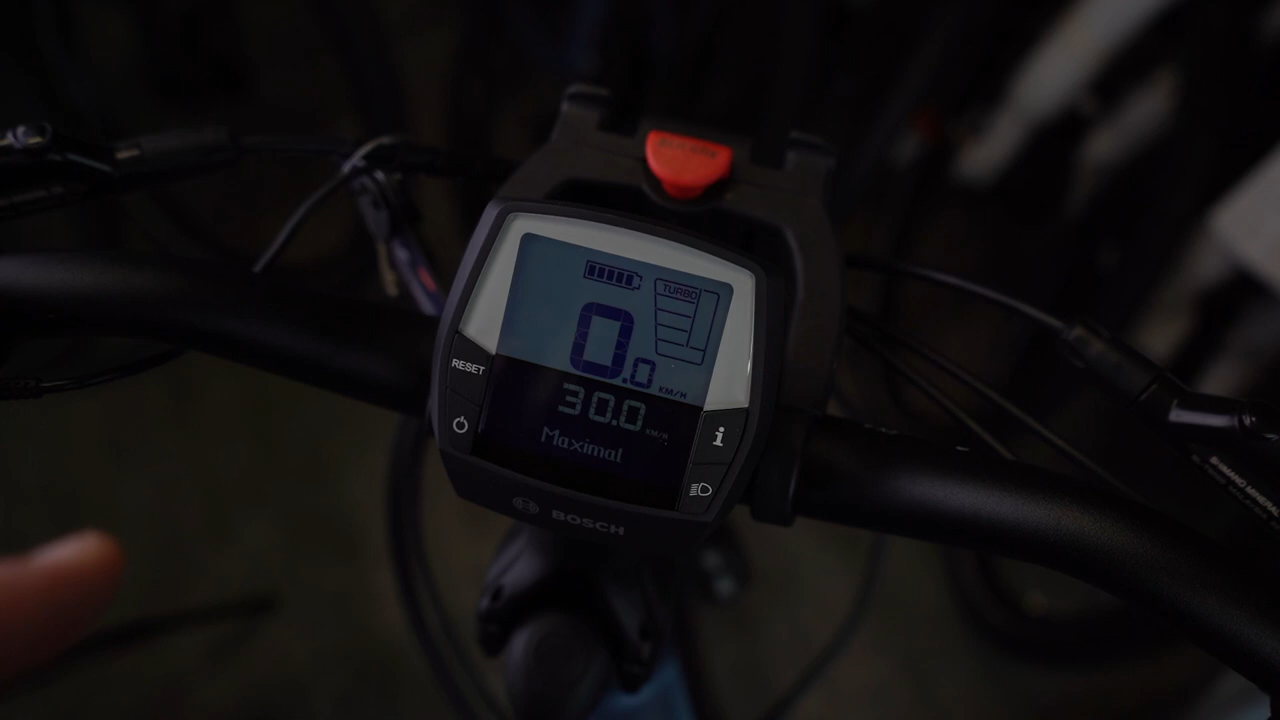 TURBO
0.0 KM/H
RESET
30.0 KM/H
Maximal
i
BOSCH